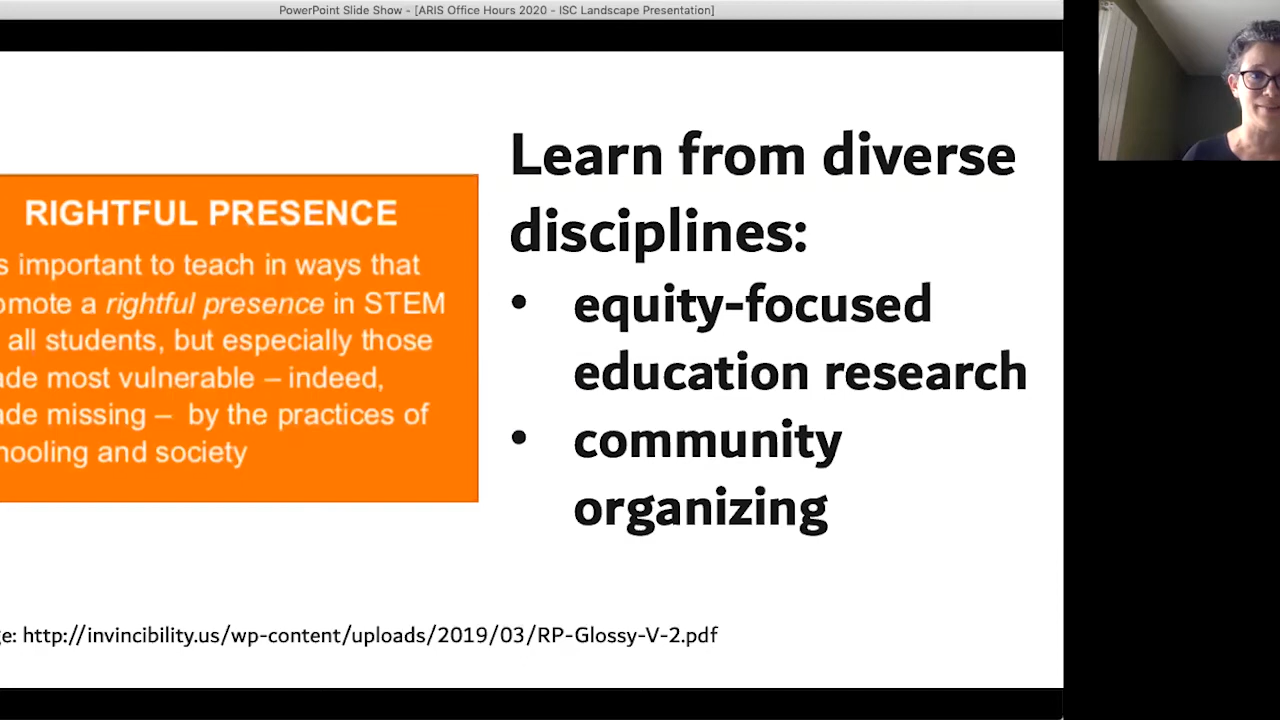 PowerPoint Slide Show - [ARIS Office Hours 2020 - ISC Landscape Presentation]
RIGHTFUL PRESENCE
s important to teach in ways that
omote a rightful presence in STEM
all students, but especially those
ade most vulnerable – indeed,
ade missing – by the practices of
hooling and society
Learn from diverse
disciplines:
• equity-focused
education research
• community
organizing
ge: http://invincibility.us/wp-content/uploads/2019/03/RP-Glossy-V-2.pdf